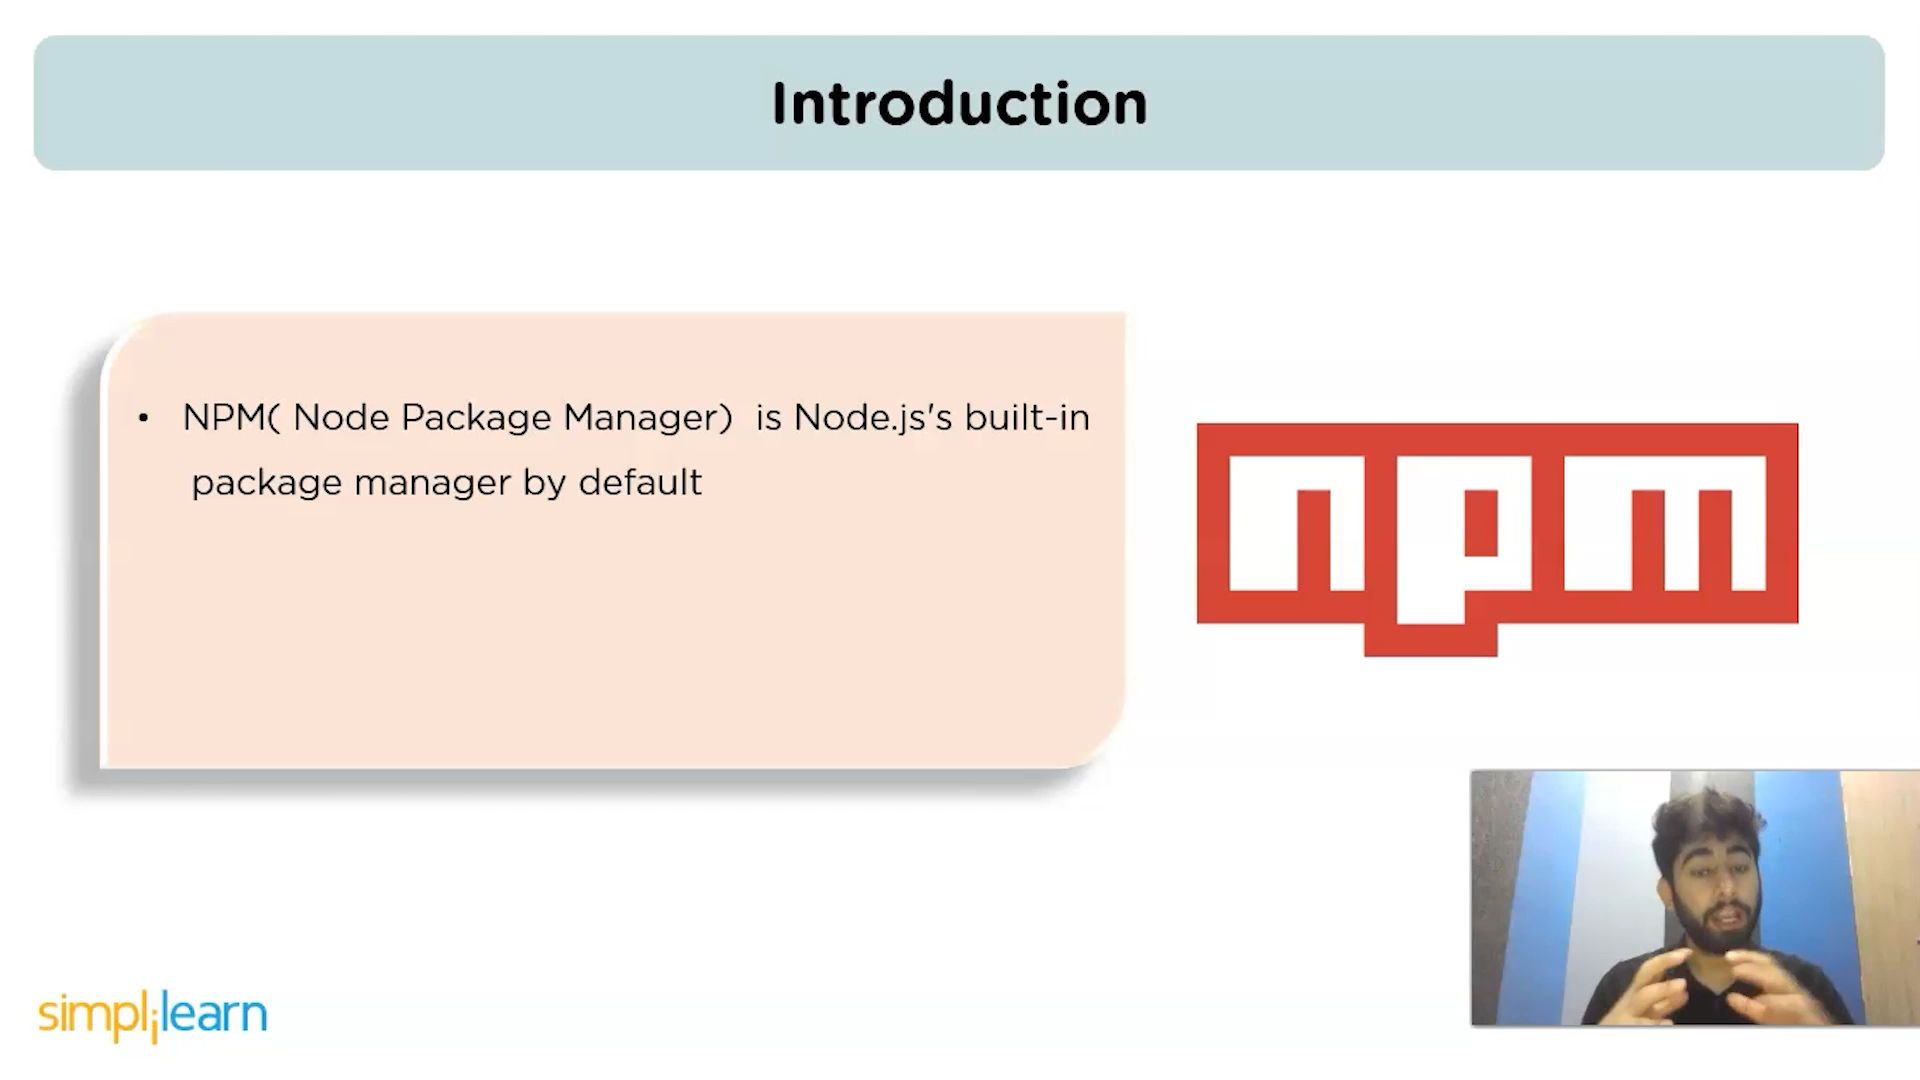 Introduction
• NPM( Node Package Manager)  is Node.js's built-in
package manager by default
npm
simplilearn